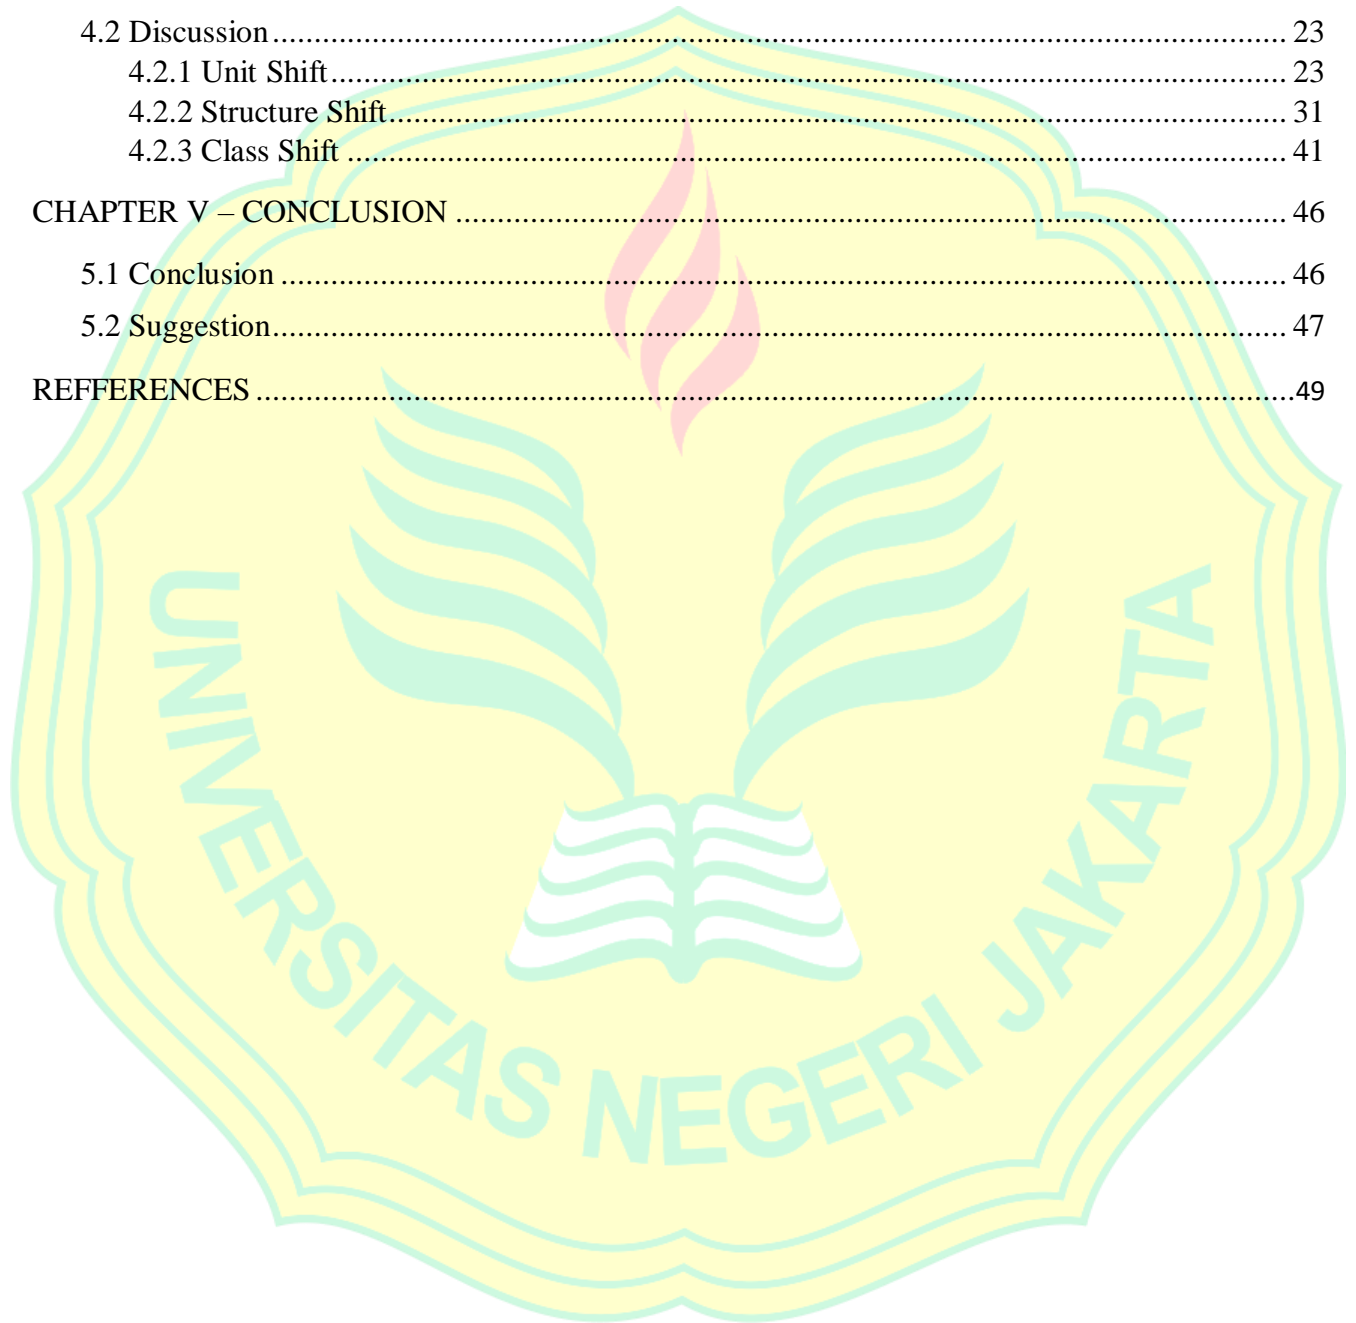 4.2 Discussion ........................................................................................................................ 23
4.2.1 Unit Shift ................................................................................................................ 23
4.2.2 Structure Shift ......................................................................................................... 31
4.2.3 Class Shift .............................................................................................................. 41
CHAPTER V – CONCLUSION .................................................................................................. 46
5.1 Conclusion ....................................................................................................................... 46
5.2 Suggestion ........................................................................................................................ 47
REFFERENCES ............................................................................................................................49
UNIVERSITAS NEGERI JAKARTA